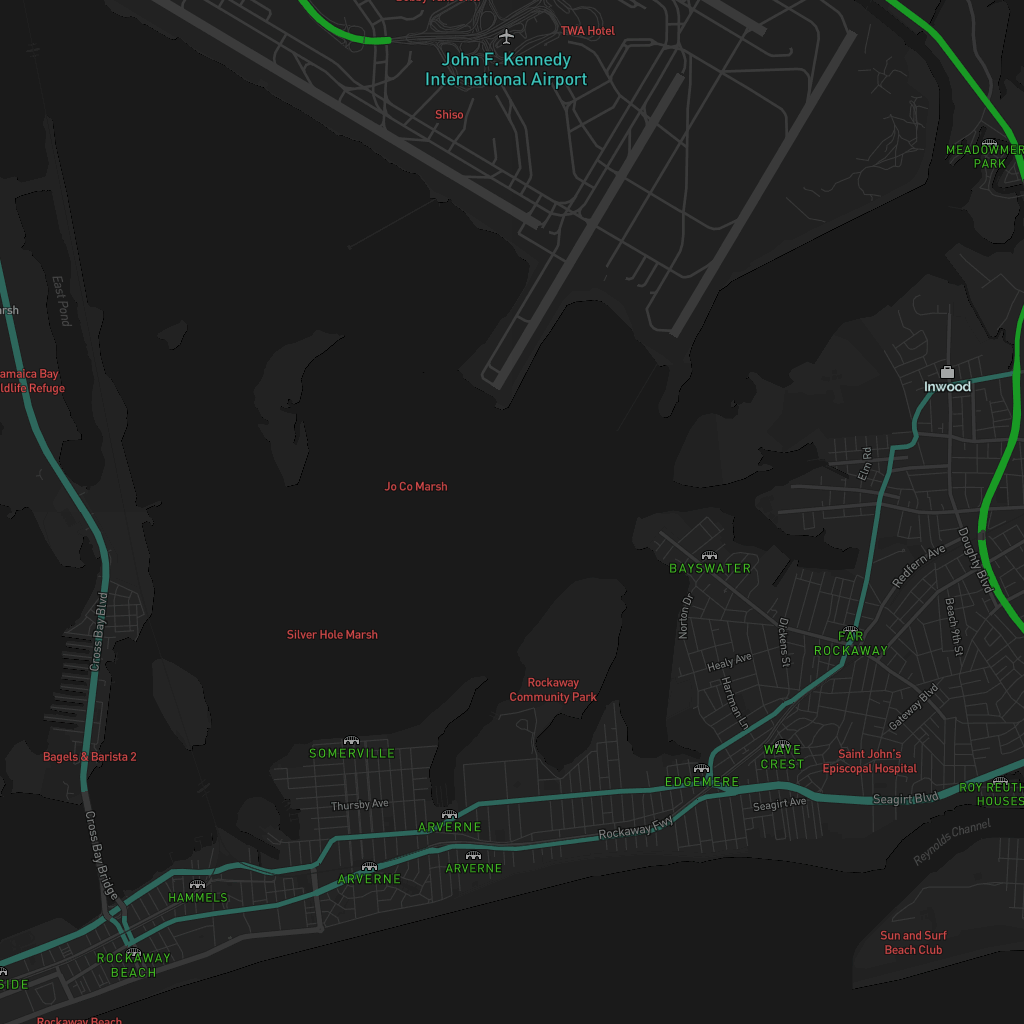 TWA Hotel
John F. Kennedy
International Airport
Shiso
MEADOWMER
PARK
East Pond
arsh
amaica Bay
ldlife Refuge
Inwood
Elm Rd
Jo Co Marsh
Doughty Blvd
Redfern Ave
BAYSWATER
Norton Dr
Dickens St
Beach 9th St
Cross Bay Blvd
Silver Hole Marsh
FAR
ROCKAWAY
Healy Ave
Hartman Ln
Rockaway
Community Park
Gateway Blvd
Bagels & Barista 2
SOMERVILLE
WAVE
CREST
Saint John's
Episcopal Hospital
EDGEMERE
ROY REUTH
HOUSES
Seagirt Blvd
Seagirt Ave
Thursby Ave
ARVERNE
Rockaway Fwy
Reynolds Channel
Cross Bay Bridge
ARVERNE
ARVERNE
HAMMELS
Sun and Surf
Beach Club
ROCKAWAY
BEACH
SIDE
Rockaway Beach